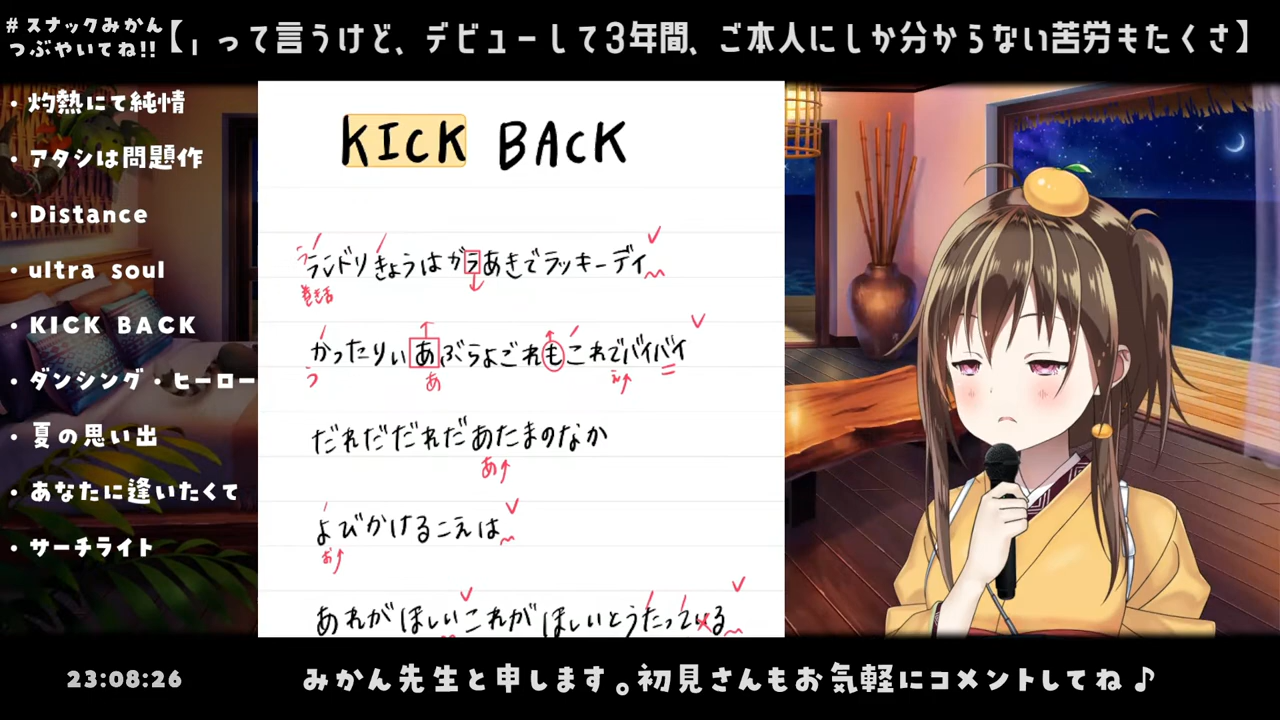 #スナックみかん
つぶやいてね!!
【 って言うけど、デビューして3年間、ご本人にしか分からない苦労もたくさ】
・灼熱にて純情
・アタシは問題作
・Distance
・ultra soul
・KICK BACK
・ダンシング・ヒーロー
・夏の思い出
・あなたに逢いたくて
・サーチライト
KICK BACK
ランドリきょうはがらあきでラッキーデイ
巻き舌
かったりぃあぶらよごれもこれでバイバイ
う
あ
だれだだれだあたまのなか
あ↑
よびかけるこえは
お↑
あれがほしいこれがほしいとうたっている
23:08:26
みかん先生と申します。初見さんもお気軽にコメントしてね♪